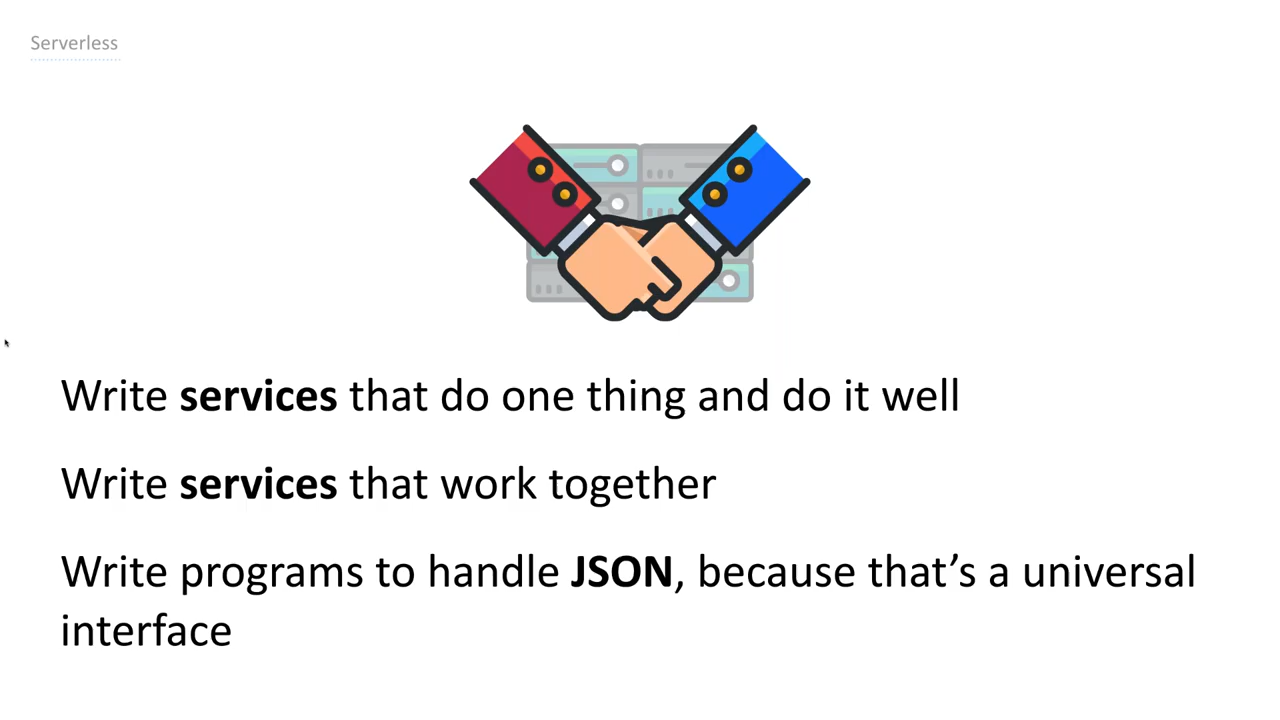 Serverless
Write services that do one thing and do it well
Write services that work together
Write programs to handle JSON, because that’s a universal
interface